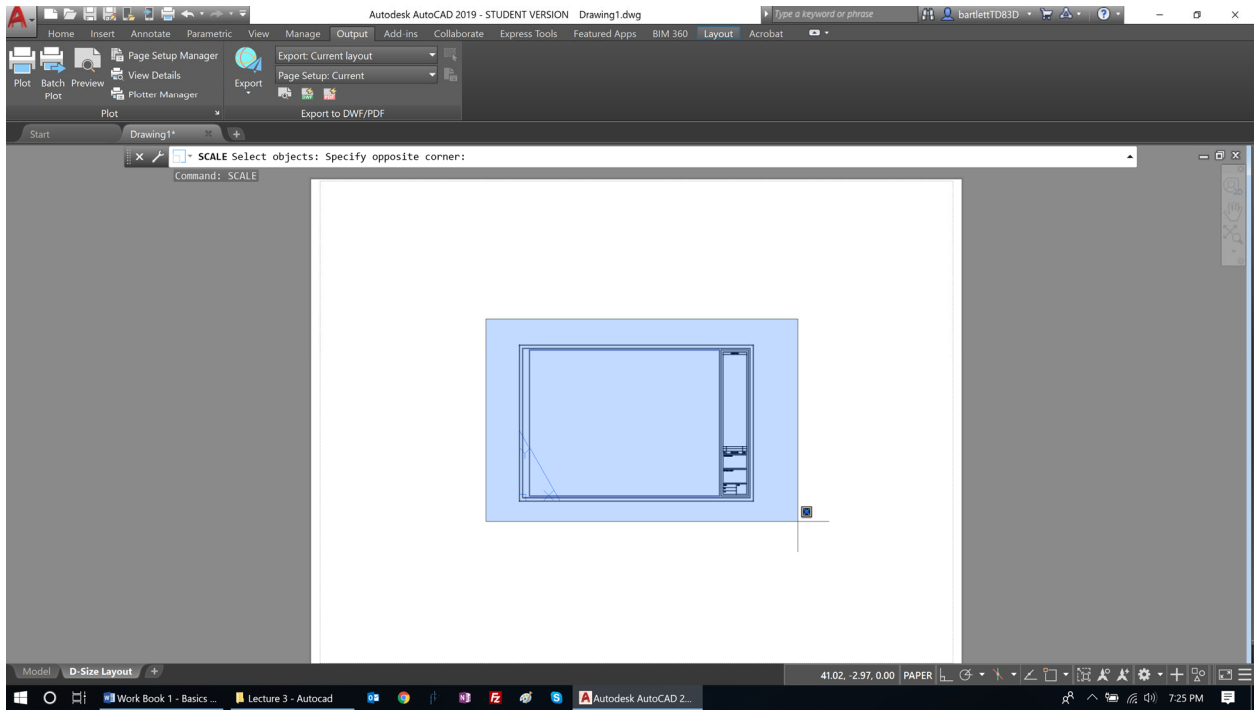 Autodesk AutoCAD 2019 - STUDENT VERSION Drawing1.dwg
Type a keyword or phrase
bartlettTD83D
Home Insert Annotate Parametric View Manage Output Add-ins Collaborate Express Tools Featured Apps BIM 360 Layout Acrobat
Page Setup Manager
View Details
Plotter Manager
Plot
Batch Plot
Preview
Export
Export: Current layout
Page Setup: Current
Plot
Export to DWF/PDF
Start Drawing1*
SCALE Select objects: Specify opposite corner:
Command: SCALE
Model D-Size Layout
41.02, -2.97, 0.00 PAPER
Work Book 1 - Basics ... Lecture 3 - Autocad Autodesk AutoCAD 2... 7:25 PM